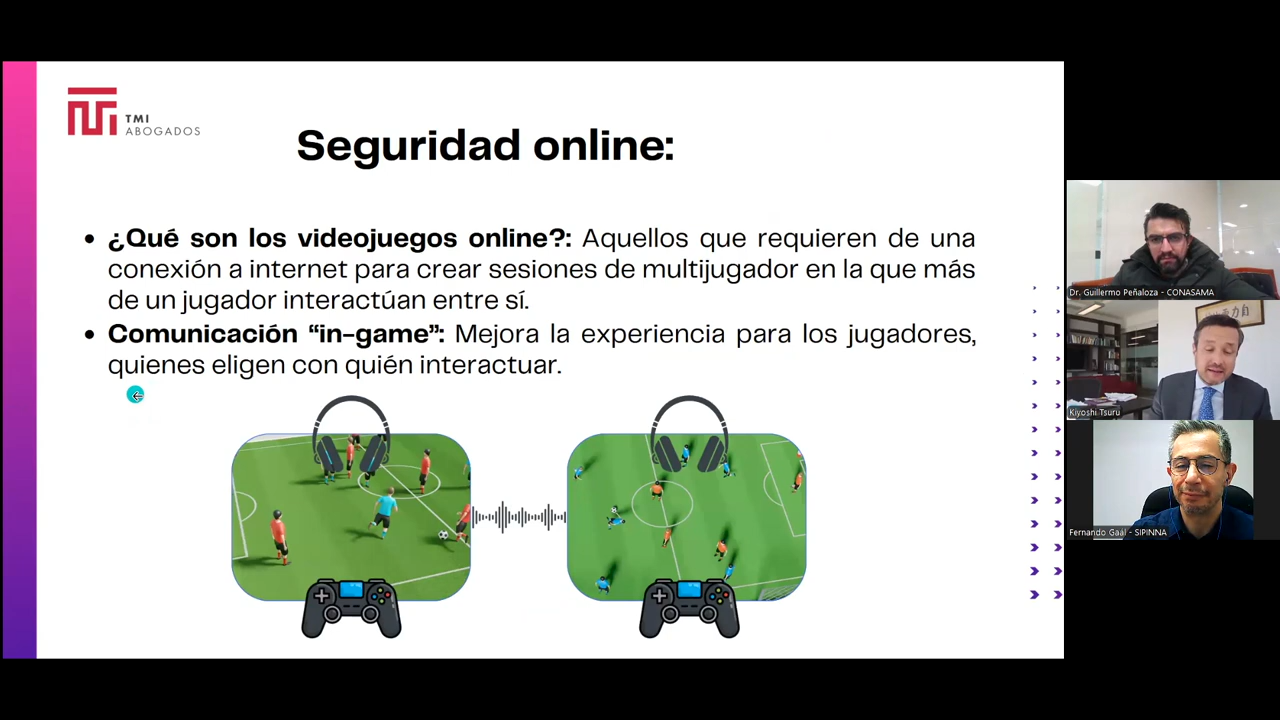 TMI
ABOGADOS
Seguridad online:
• ¿Qué son los videojuegos online?: Aquellos que requieren de una
conexión a internet para crear sesiones de multijugador en la que más
de un jugador interactúan entre sí.
• Comunicación “in-game”: Mejora la experiencia para los jugadores,
quienes eligen con quién interactuar.
Dr. Guillermo Peñaloza - CONASAMA
Kiyoshi Tsuru
Fernando Gaál - SIPINNA